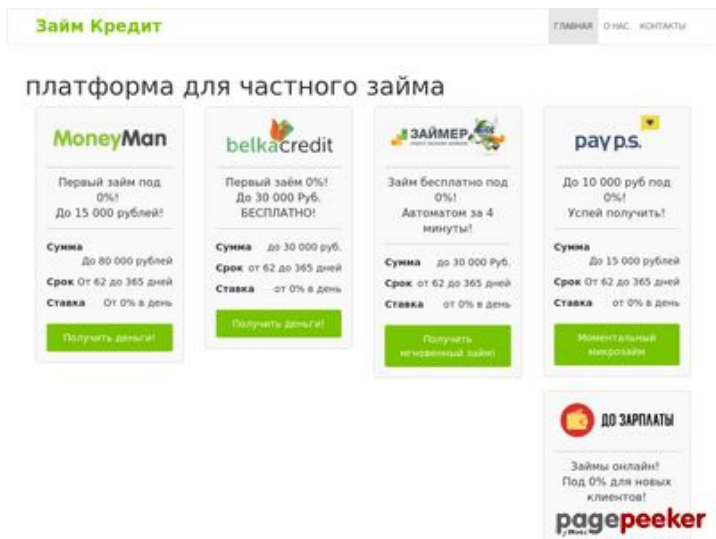 Займ Кредит
ГЛАВНАЯ О НАС. КОНТАКТЫ
платформа для частного займа
MoneyMan
Первый займ под
0%!
До 15 000 рублей!
Сумма
До 80 000 рублей
Срок От 62 до 365 дней
Ставка От 0% в день
Получить деньги!
belkacredit
Первый заём 0%!
До 30 000 Руб.
БЕСПЛАТНО!
Сумма до 30 000 руб.
Срок от 62 до 365 дней
Ставка от 0% в день
Получить деньги!
ЗАЙМЕР
Займ бесплатно под
0%!
Автоматом за 4
минуты!
Сумма до 30 000 Руб.
Срок от 62 до 365 дней
Ставка от 0% в день
Получить
мгновенный займ!
pay p.s.
До 10 000 руб под
0%!
Успей получить!
Сумма
До 15 000 рублей
Срок От 62 до 365 дней
Ставка от 0% в день
Моментальный
микрозайм
ДО ЗАРПЛАТЫ
Займы онлайн!
Под 0% для новых
клиентов!
pagepeeker